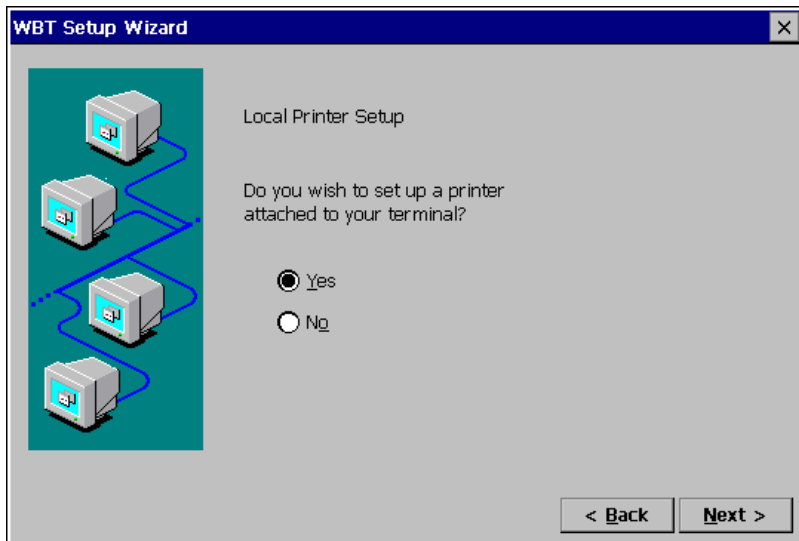 WBT Setup Wizard
Local Printer Setup
Do you wish to set up a printer
attached to your terminal?
Yes
No
< Back
Next >